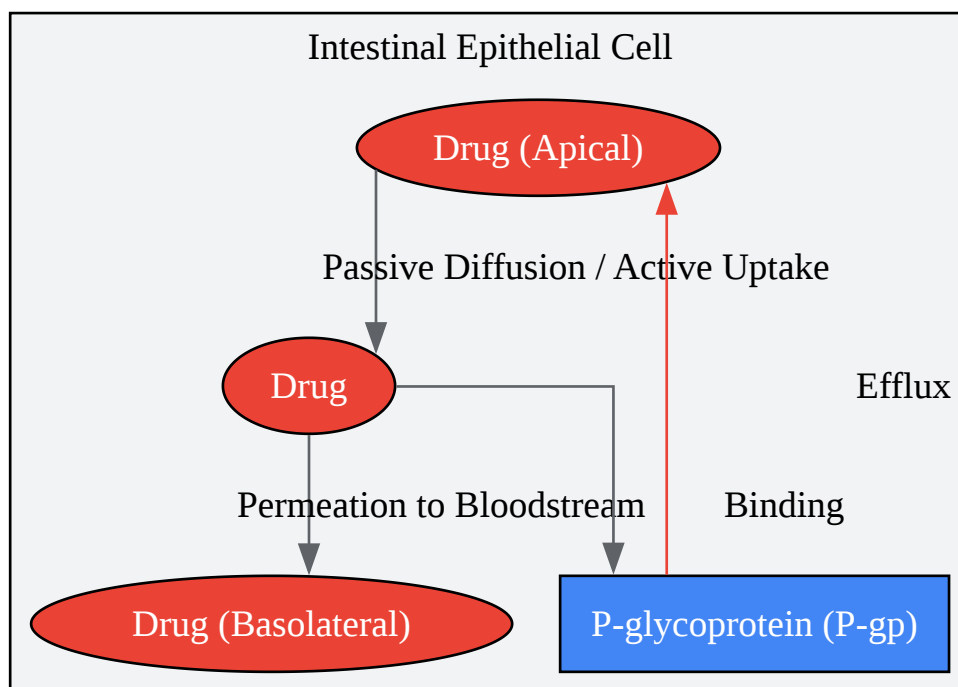 Intestinal Epithelial Cell
Drug (Apical)
Passive Diffusion / Active Uptake
Drug
Efflux
Permeation to Bloodstream
Binding
Drug (Basolateral)
P-glycoprotein (P-gp)